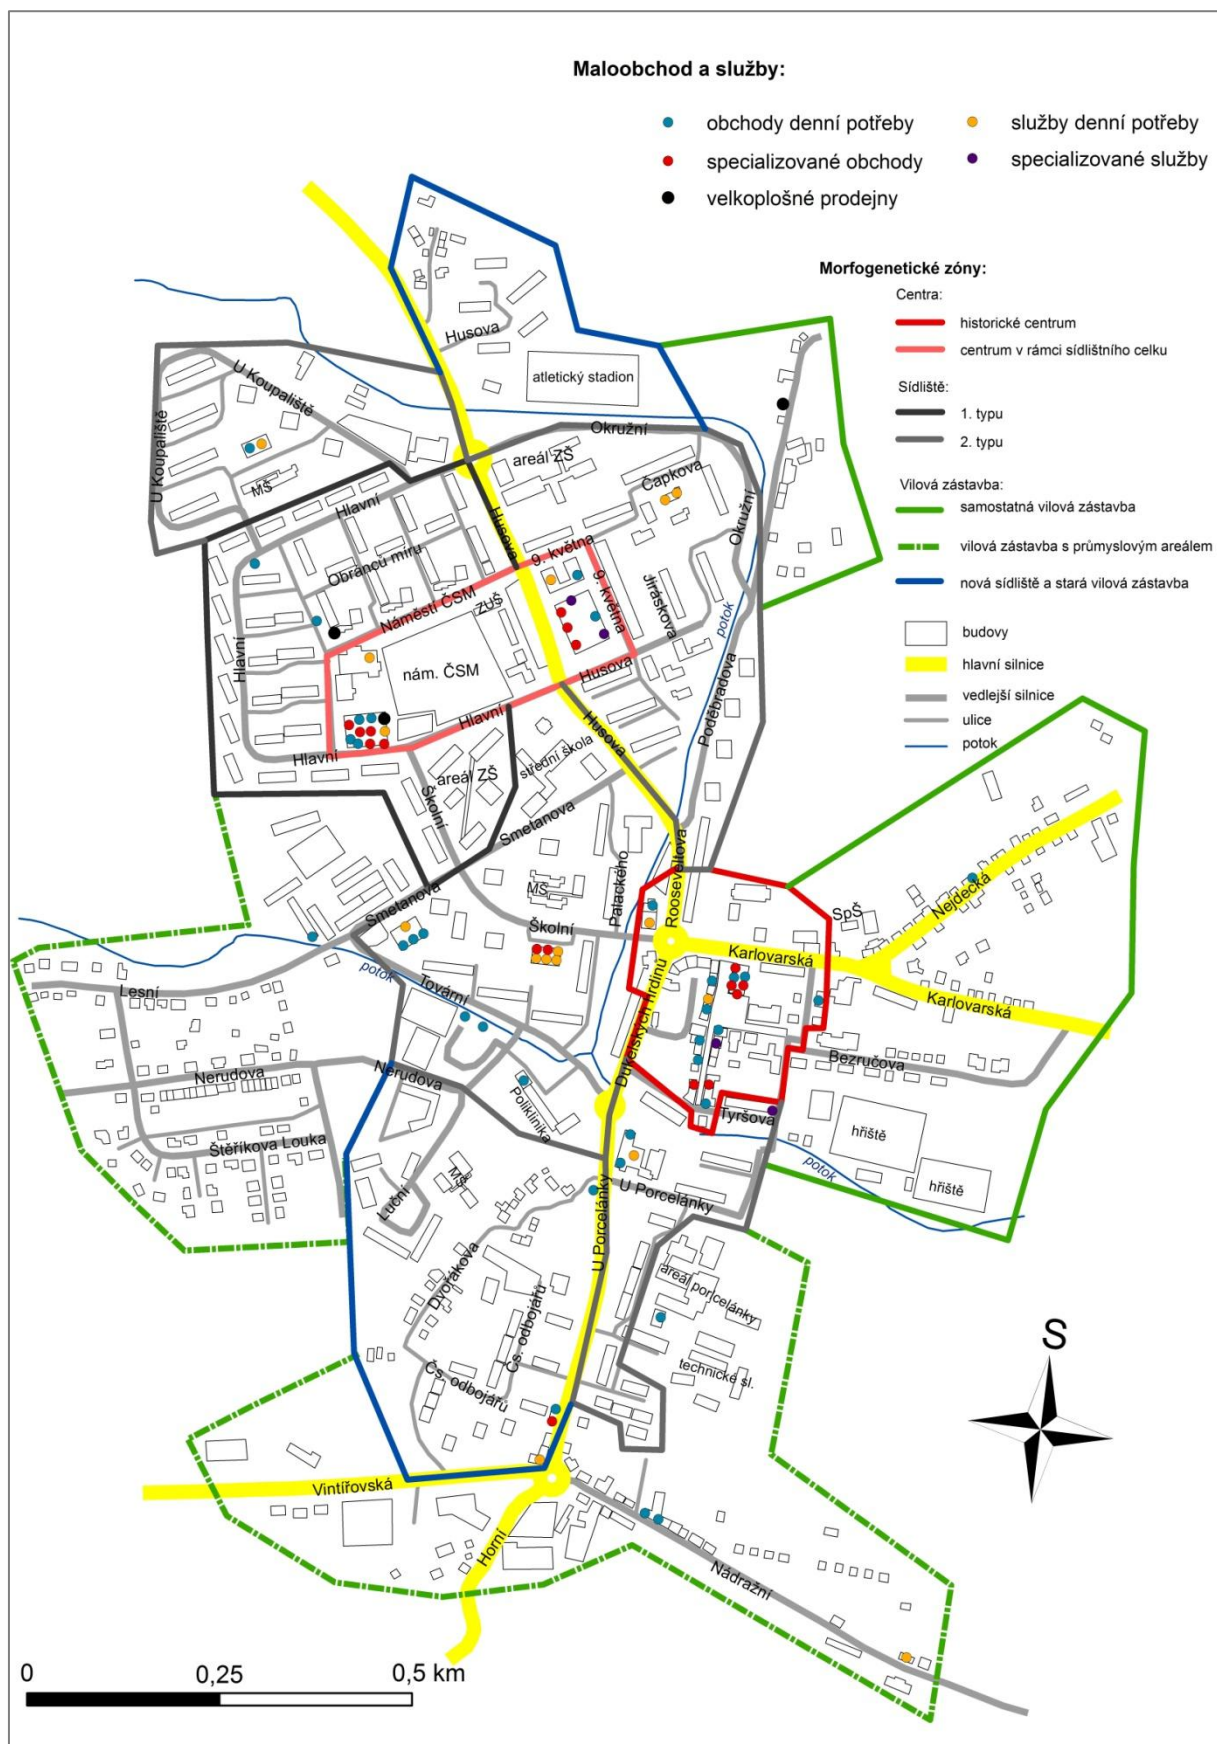 Maloobchod a služby:
obchody denní potřeby
služby denní potřeby
specializované obchody
specializované služby
velkoplošné prodejny
Morfogenetické zóny:
Centra:
historické centrum
centrum v rámci sídlištního celku
Sídliště:
1. typu
2. typu
Vilová zástavba:
samostatná vilová zástavba
vilová zástavba s průmyslovým areálem
nová sídliště a stará vilová zástavba
budovy
hlavní silnice
vedlejší silnice
ulice
potok
Husova
atletický stadion
U Koupaliště
U Koupaliště
MŠ
Okružní
areál ZŠ
Čapkova
Okružní
Hlavní
Husova
Obránců míru
9. května
9. května
Náměstí ČSM
ZUŠ
Jiráskova
potok
Hlavní
nám. ČSM
Husova
Hlavní
Hlavní
Husova
Poděbradova
střední škola
areál ZŠ
Školní
Smetanova
Rooseveltova
Palackého
MŠ
Smetanova
Školní
SpŠ
Nejdecká
Karlovarská
Karlovarská
Lesní
potok
Tovární
Dukelských hrdinů
Bezručova
Nerudova
Nerudova
Poliklinika
Tyršova
hřiště
hřiště
potok
Štěříkova Louka
MŠ
Luční
U Porcelánky
U Porcelánky
Dvořákova
areál porcelánky
Čs. odbojářů
Čs. odbojářů
technické sl.
S
Vintířovská
Horní
Nádražní
0
0,25
0,5 km